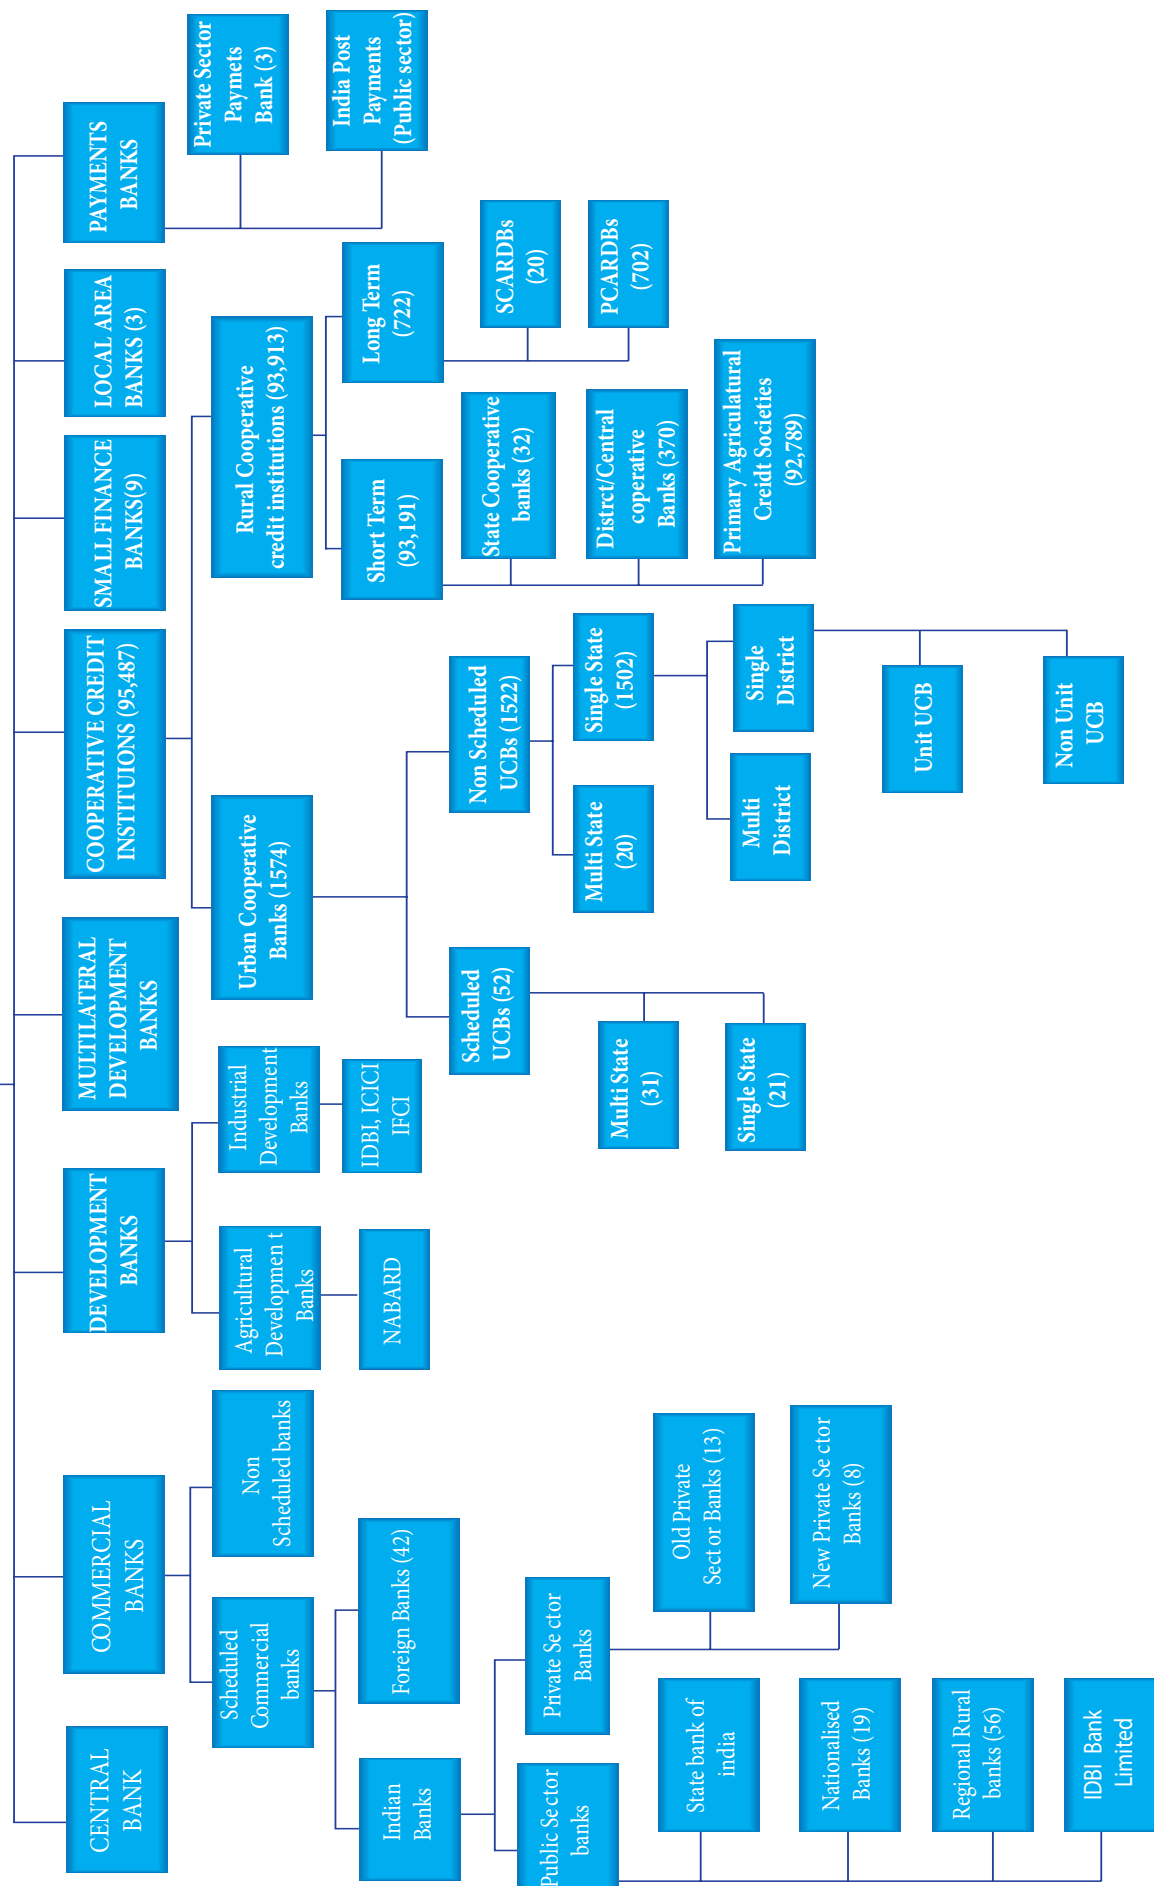 CENTRAL
BANK
COMMERCIAL
BANKS
DEVELOPMENT
BANKS
MULTILATERAL
DEVELOPMENT
BANKS
COOPERATIVE CREDIT
INSTITUIONS (95,487)
SMALL FINANCE
BANKS(9)
LOCAL AREA
BANKS (3)
PAYMENTS
BANKS
Scheduled
Commercial
banks
Non
Scheduled banks
Agricultural
Developmen t
Banks
Industrial
Development
Banks
Urban Cooperative
Banks (1574)
Rural Cooperative
credit institutions (93,913)
Private Sector
Paymets
Bank (3)
India Post
Payments
(Public sector)
Indian
Banks
Foreign Banks (42)
NABARD
IDBI, ICICI
IFCI
Short Term
(93,191)
Long Term
(722)
Scheduled
UCBs (52)
Non Scheduled
UCBs (1522)
State Cooperative
banks (32)
SCARDBs
(20)
Public Se ctor
banks
Private Se ctor
Banks
Multi State
(31)
Multi State
(20)
Single State
(1502)
Distrct/Central
coperative
Banks (370)
PCARDBs
(702)
State bank of
india
Old Private
Sect or Banks (13)
Single State
(21)
Multi
District
Single
District
Primary Agriculatural
Creidt Societies
(92,789)
Nationalised
Banks (19)
New Private Se ctor
Banks (8)
Unit UCB
Regional Rural
banks (56)
Non Unit
UCB
IDBI Bank
Limited